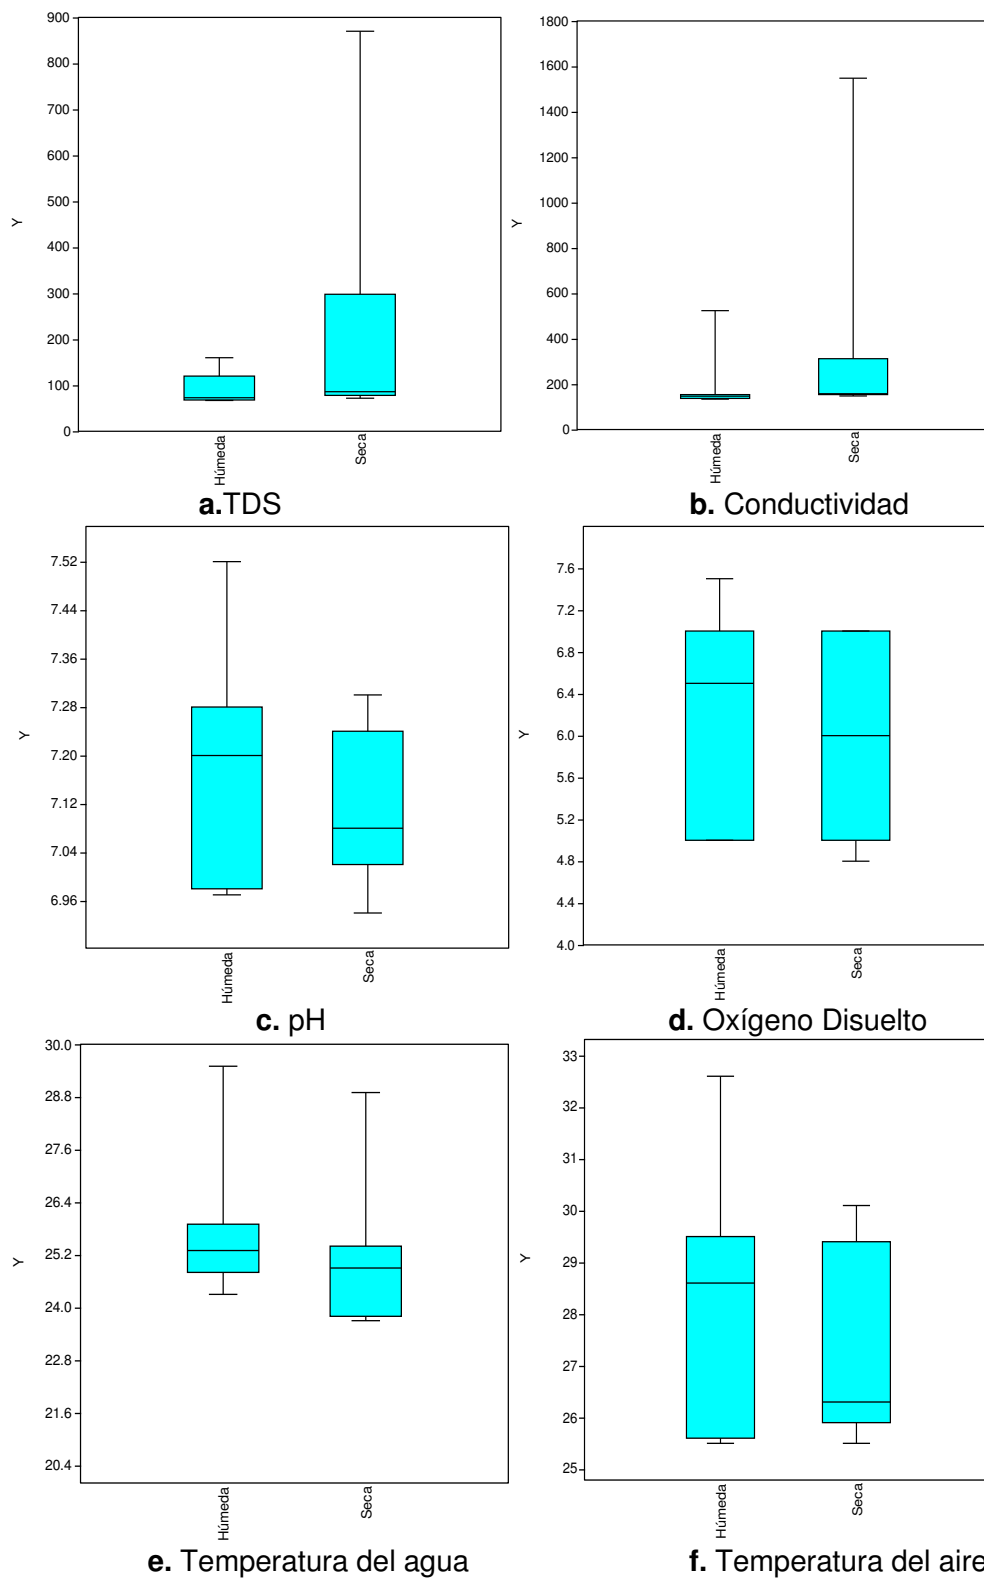 900
800
700
600
500
400
300
200
100
0
Y
Húmeda
Seca
a.TDS
1800
1600
1400
1200
1000
800
600
400
200
0
Y
Húmeda
Seca
b. Conductividad
7.52
7.44
7.36
7.28
7.20
7.12
7.04
6.96
Y
Húmeda
Seca
c. pH
7.6
7.2
6.8
6.4
6.0
5.6
5.2
4.8
4.4
4.0
Y
Húmeda
Seca
d. Oxígeno Disuelto
30.0
28.8
27.6
26.4
25.2
24.0
22.8
21.6
20.4
Y
Húmeda
Seca
e. Temperatura del agua
33
32
31
30
29
28
27
26
25
Y
Húmeda
Seca
f. Temperatura del aire